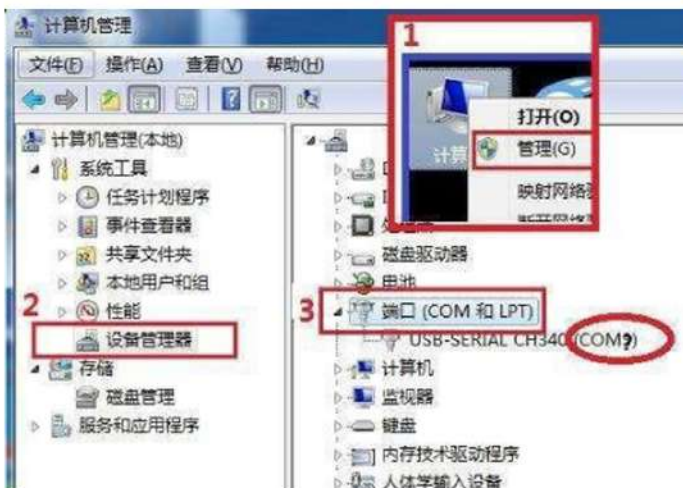 计算机管理
文件(F) 操作(A) 查看(V) 帮助(H)
1
打开(O)
管理(G)
映射网络
计算机管理(本地)
系统工具
任务计划程序
事件查看器
共享文件夹
本地用户和组
2
性能
设备管理器
存储
磁盘管理
服务和应用程序
磁盘驱动器
电池
3
端口 (COM 和 LPT)
USB-SERIAL CH340 (COM?)
计算机
监视器
键盘
内存技术驱动程序
人体学输入设备